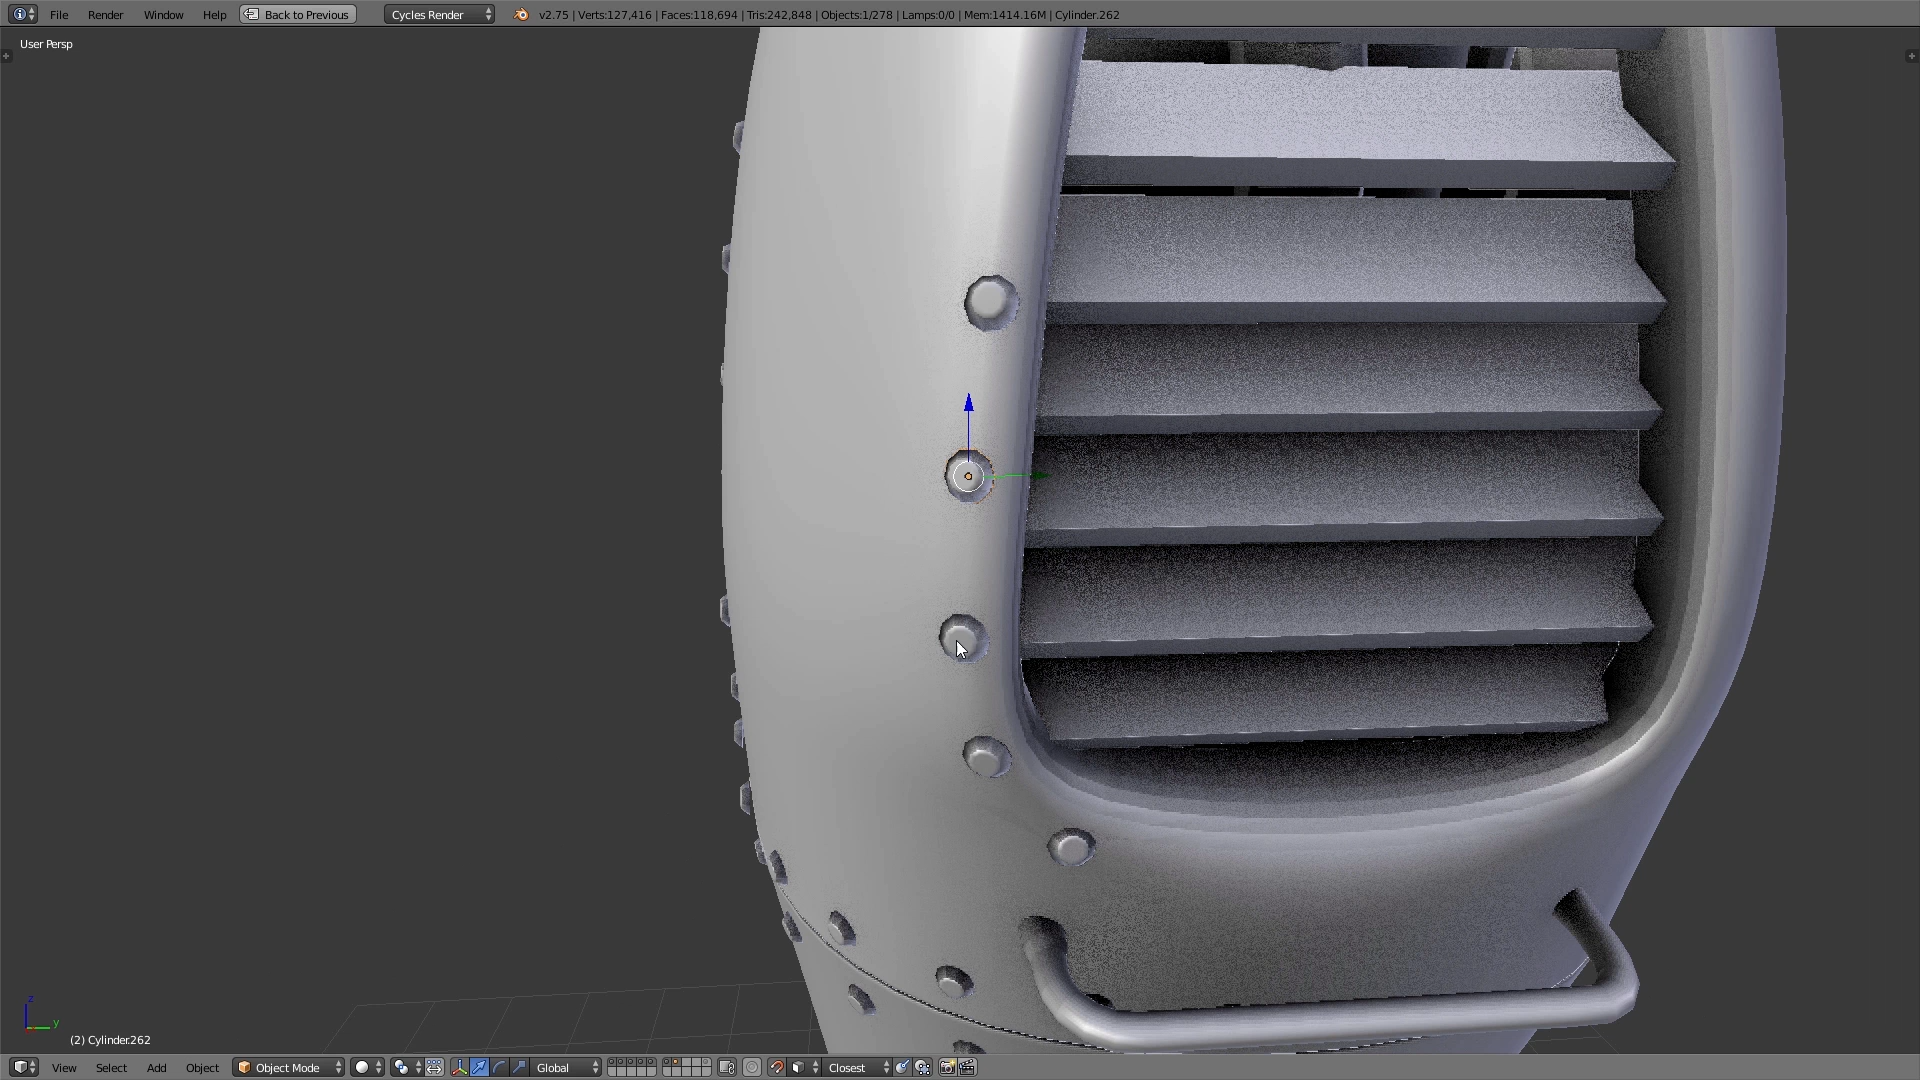 File Render Window Help Back to Previous Cycles Render v2.75 | Verts:127,416 | Faces:118,694 | Tris:242,848 | Objects:1/278 | Lamps:0/0 | Mem:1414.16M | Cylinder.262
User Persp
z
y
(2) Cylinder.262
View Select Add Object Object Mode Global Closest